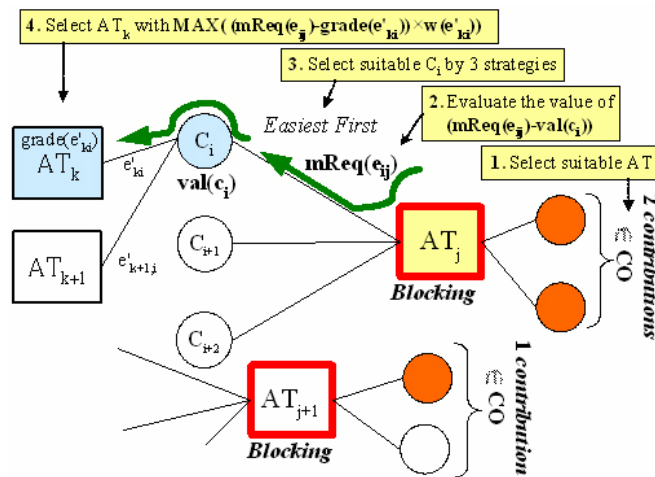 4. Select AT_k with MAX( (mReq(e_ij)-grade(e'_ki))×w(e'_ki))
3. Select suitable C_i by 3 strategies
Easiest First
2. Evaluate the value of
(mReq(e_ij)-val(c_i))
1. Select suitable AT
grade(e'_ki)
AT_k
e'_ki
C_i
val(c_i)
mReq(e_ij)
AT_k+1
e'_k+1,i
C_i+1
AT_j
Blocking
∈ CO
2 contributions
C_i+2
AT_j+1
Blocking
∈ CO
1 contribution